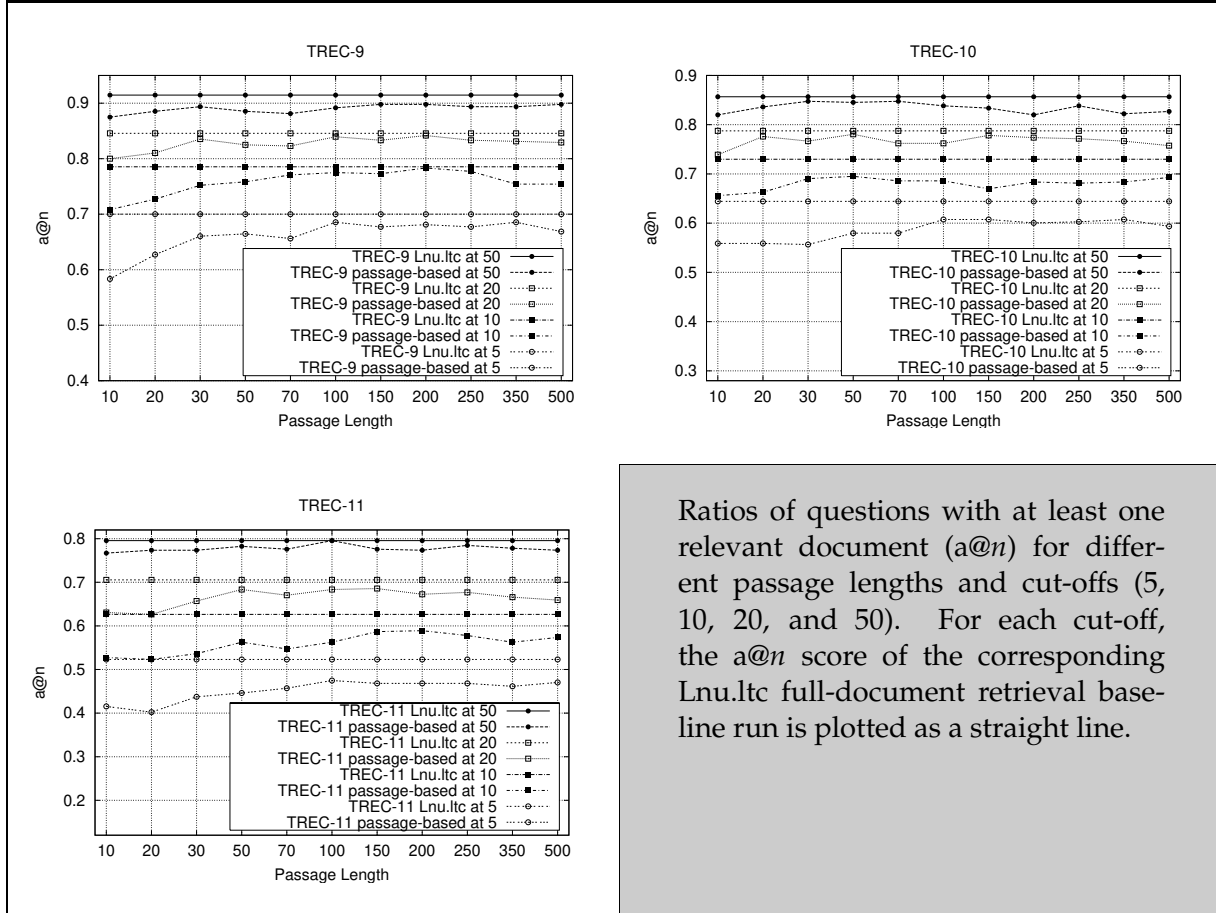 TREC-9
a@n
0.9
0.8
0.7
0.6
0.5
0.4
TREC-9 Lnu.ltc at 50
TREC-9 passage-based at 50
TREC-9 Lnu.ltc at 20
TREC-9 passage-based at 20
TREC-9 Lnu.ltc at 10
TREC-9 passage-based at 10
TREC-9 Lnu.ltc at 5
TREC-9 passage-based at 5
10 20 30 50 70 100 150 200 250 350 500
Passage Length
TREC-10
a@n
0.9
0.8
0.7
0.6
0.5
0.4
0.3
TREC-10 Lnu.ltc at 50
TREC-10 passage-based at 50
TREC-10 Lnu.ltc at 20
TREC-10 passage-based at 20
TREC-10 Lnu.ltc at 10
TREC-10 passage-based at 10
TREC-10 Lnu.ltc at 5
TREC-10 passage-based at 5
10 20 30 50 70 100 150 200 250 350 500
Passage Length
TREC-11
a@n
0.8
0.7
0.6
0.5
0.4
0.3
0.2
TREC-11 Lnu.ltc at 50
TREC-11 passage-based at 50
TREC-11 Lnu.ltc at 20
TREC-11 passage-based at 20
TREC-11 Lnu.ltc at 10
TREC-11 passage-based at 10
TREC-11 Lnu.ltc at 5
TREC-11 passage-based at 5
10 20 30 50 70 100 150 200 250 350 500
Passage Length
Ratios of questions with at least one
relevant document (a@n) for differ-
ent passage lengths and cut-offs (5,
10, 20, and 50). For each cut-off,
the a@n score of the corresponding
Lnu.ltc full-document retrieval base-
line run is plotted as a straight line.